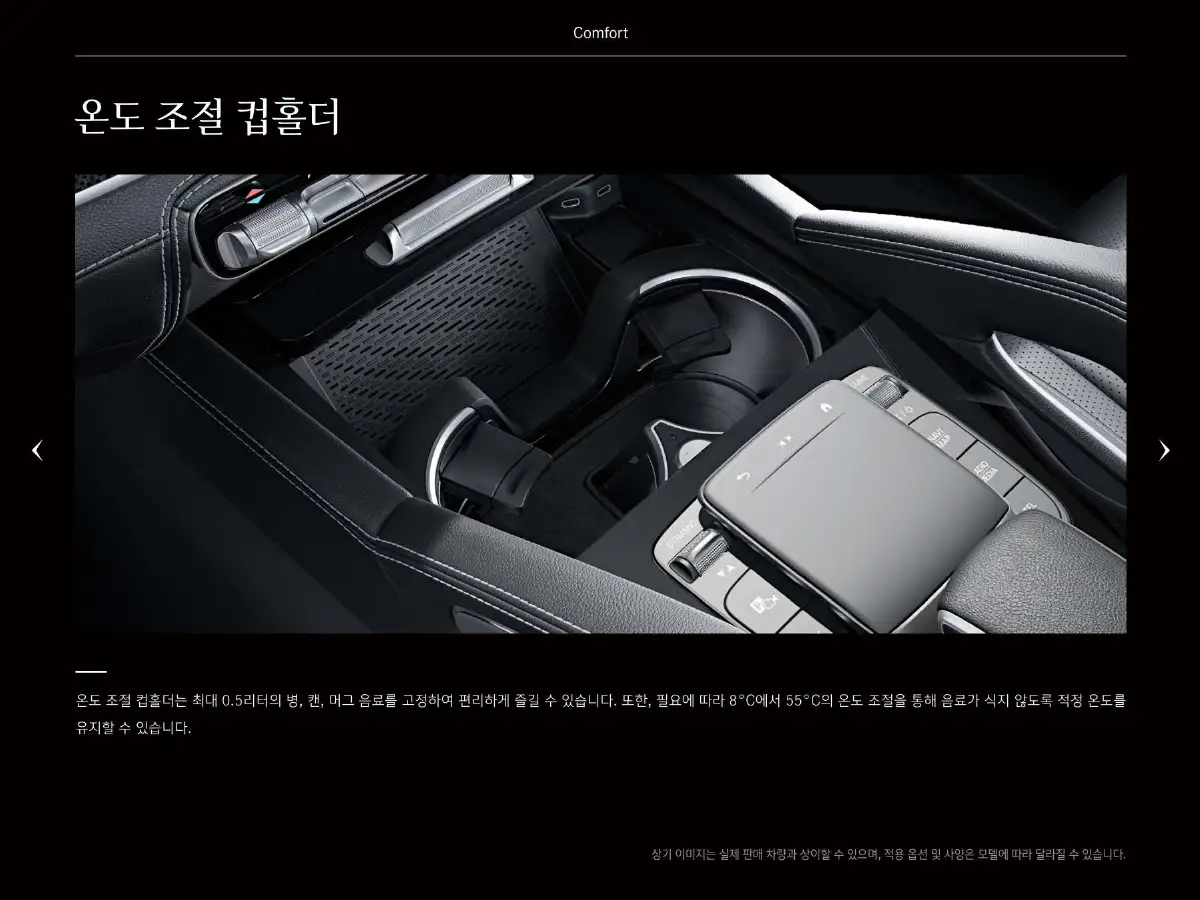 Comfort
온도 조절 컵홀더
DYNAMIC
NAVI
MAP
온도 조절 컵홀더는 최대 0.5리터의 병, 캔, 머그 음료를 고정하여 편리하게 즐길 수 있습니다. 또한, 필요에 따라 8°C에서 55°C의 온도 조절을 통해 음료가 식지 않도록 적정 온도를
유지할 수 있습니다.
상기 이미지는 실제 판매 차량과 상이할 수 있으며, 적용 옵션 및 사양은 모델에 따라 달라질 수 있습니다.